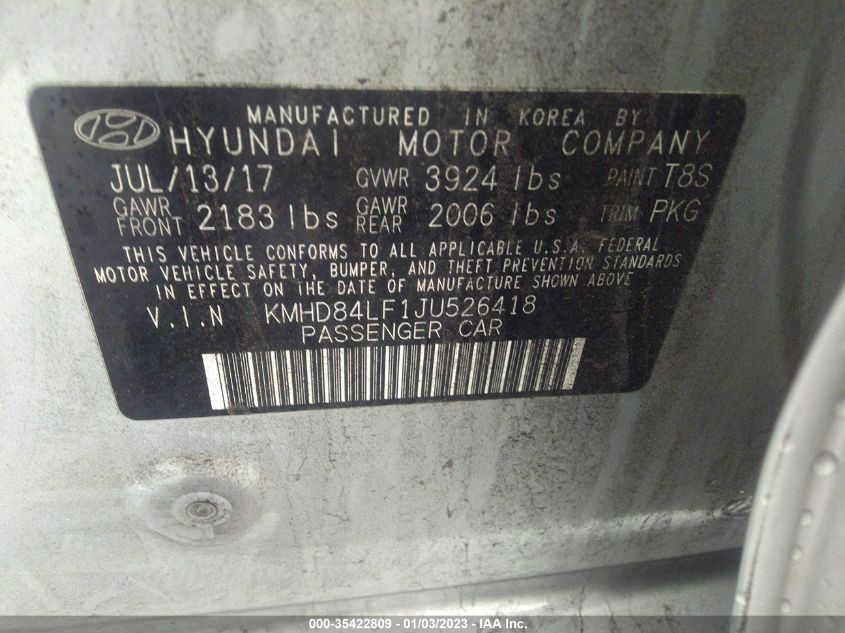 MANUFACTURED IN KOREA BY
HYUNDAI MOTOR COMPANY
JUL/13/17 GVWR 3924 lbs PAINT T8S
GAWR FRONT 2183 lbs GAWR REAR 2006 lbs TRIM PKG
THIS VEHICLE CONFORMS TO ALL APPLICABLE U.S.A. FEDERAL
MOTOR VEHICLE SAFETY, BUMPER, AND THEFT PREVENTION STANDARDS
IN EFFECT ON THE DATE OF MANUFACTURE SHOWN ABOVE.
V.I.N KMHD84LF1JU526418
PASSENGER CAR
000-35422809 - 01/03/2023 - IAA Inc.